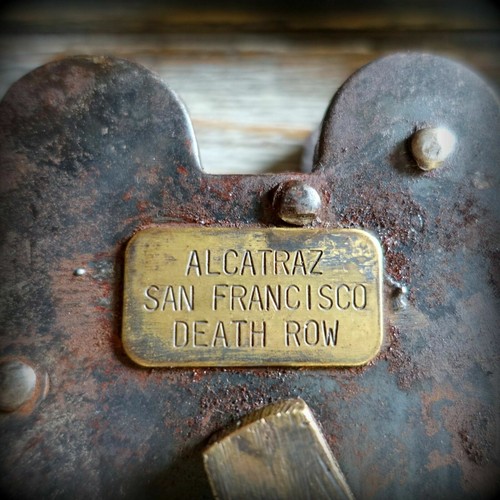 ALCATRAZ
SAN FRANCISCO
DEATH ROW